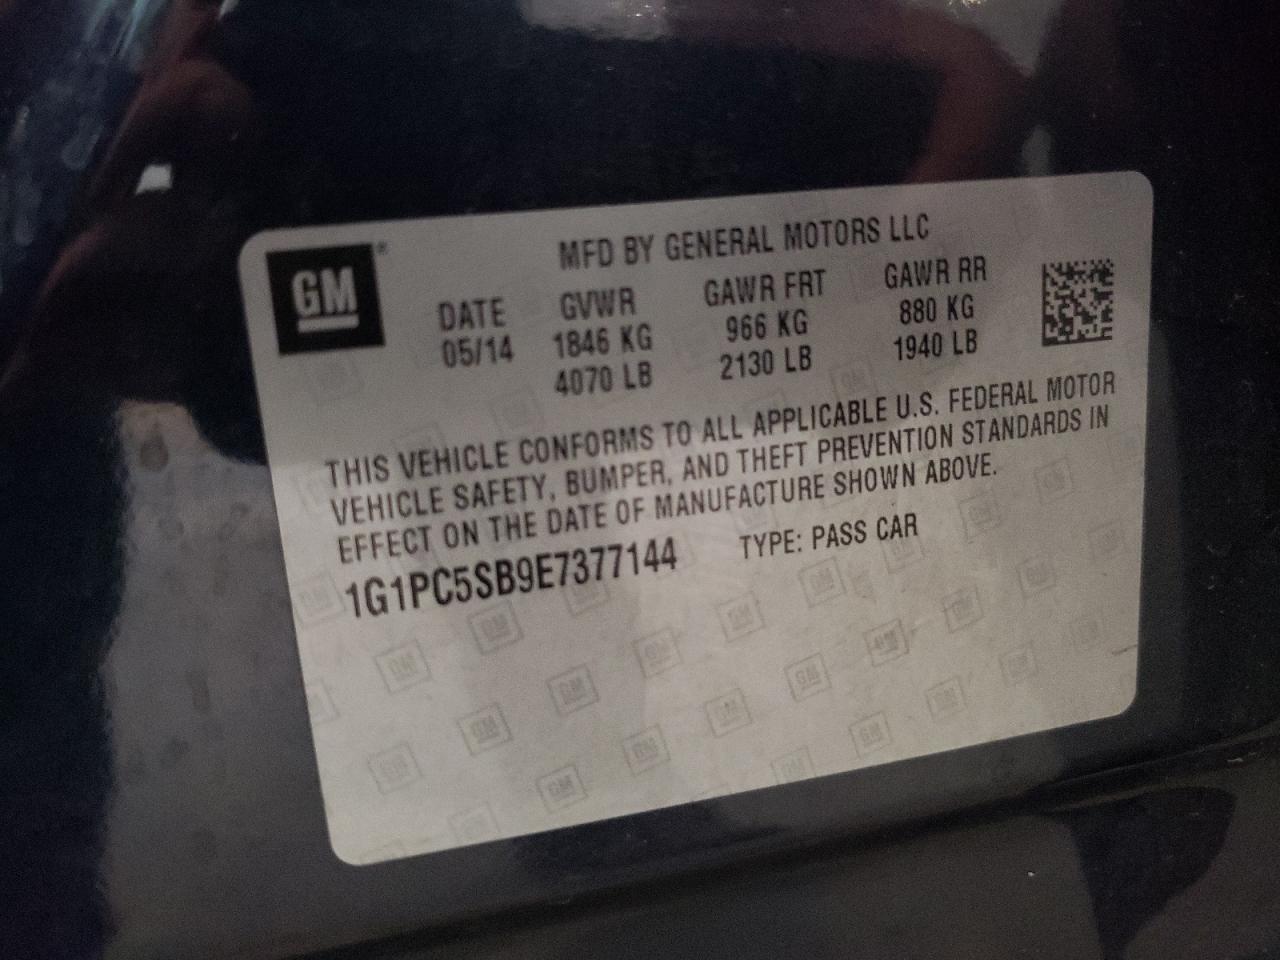 GM®
MFD BY GENERAL MOTORS LLC
DATE GVWR GAWR FRT GAWR RR
05/14 1846 KG 966 KG 880 KG
4070 LB 2130 LB 1940 LB
THIS VEHICLE CONFORMS TO ALL APPLICABLE U.S. FEDERAL MOTOR
VEHICLE SAFETY, BUMPER, AND THEFT PREVENTION STANDARDS IN
EFFECT ON THE DATE OF MANUFACTURE SHOWN ABOVE.
1G1PC5SB9E7377144 TYPE: PASS CAR